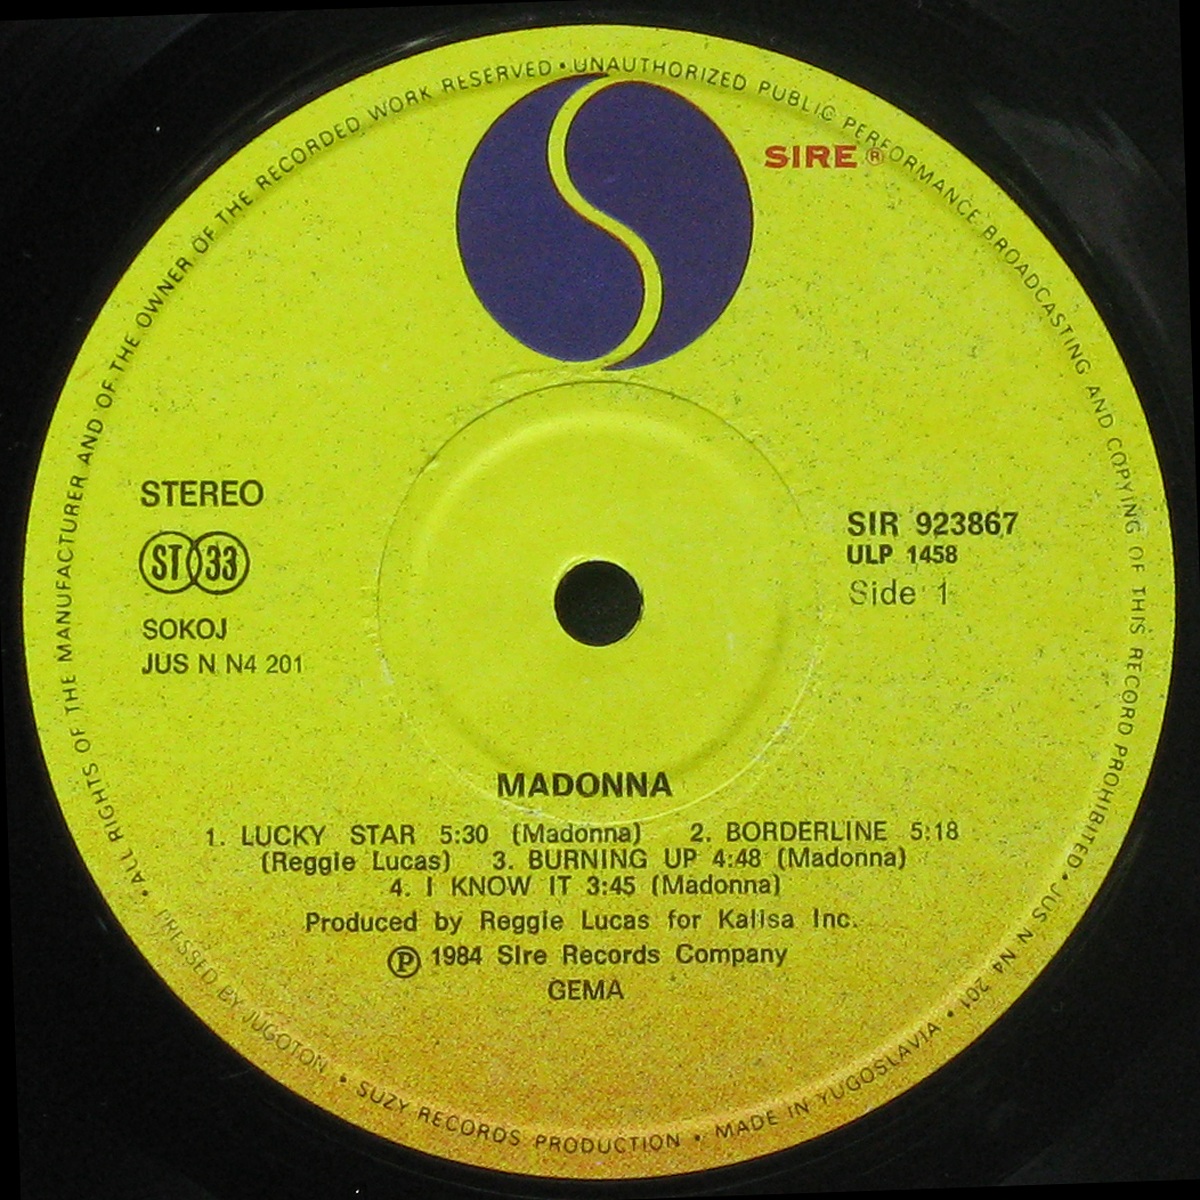 • ALL RIGHTS OF THE MANUFACTURER AND OF THE OWNER OF THE RECORDED WORK RESERVED • UNAUTHORIZED PUBLIC PERFORMANCE BROADCASTING AND COPYING OF THIS RECORD PROHIBITED • JUS N N4 201 •
SIRE ®
STEREO
ST 33
SOKOJ
JUS N N4 201
SIR 923867
ULP 1458
Side 1
MADONNA
1. LUCKY STAR 5:30 (Madonna) 2. BORDERLINE 5:18
(Reggie Lucas) 3. BURNING UP 4:48 (Madonna)
4. I KNOW IT 3:45 (Madonna)
Produced by Reggie Lucas for Kalisa Inc.
℗ 1984 Sire Records Company
GEMA
PRESSED BY JUGOTON • SUZY RECORDS PRODUCTION • MADE IN YUGOSLAVIA